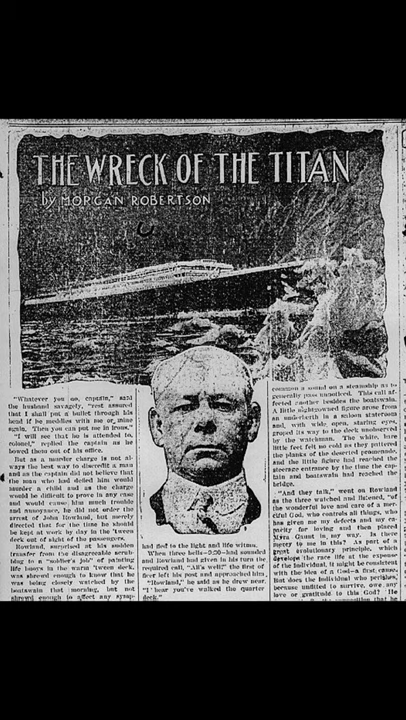 THE WRECK OF THE TITAN
by MORGAN ROBERTSON
"Whatever you do, captain," said
the husband savagely, "rest assured
that I shall put a bullet through his
head if he meddles with me or mine
again. Then you can put me in irons."
"I will see that he is attended to,
colonel," replied the captain as he
bowed them out of his office.
But as a murder charge is not al-
ways the best way to discredit a man
and as the captain did not believe that
the man who had defied him would
murder a child and as the charge
would be difficult to prove in any case
and would cause him much trouble
and annoyance, he did not order the
arrest of John Rowland, but merely
directed that for the time he should
be kept at work by day in the 'tween
deck out of sight of the passengers.
Rowland, surprised at his sudden
transfer from the disagreeable scrub-
bing to a "soldier's job" of painting
life buoys in the warm 'tween deck,
was shrewd enough to know that he
was being closely watched by the
boatswain that morning, but not
shrewd enough to affect any symp-
had fled to the light and life within.
When three bells—9:30—had sounded
and Rowland had given in his turn the
required call, "All's well!" the first of-
ficer left his post and approached him.
"Rowland," he said as he drew near,
"I hear you've walked the quarter
deck."
common a sound on a steamship as to
generally pass unnoticed. This call af-
fected another besides the boatswain.
A little nightgowned figure arose from
an underberth in a saloon stateroom
and, with wide open, staring eyes,
groped its way to the deck unobserved
by the watchman. The white, bare
little feet felt no cold as they pattered
the planks of the deserted promenade,
and the little figure had reached the
steerage entrance by the time the cap-
tain and boatswain had reached the
bridge.
"And they talk," went on Rowland
as the three watched and listened, "of
the wonderful love and care of a mer-
ciful God, who controls all things, who
has given me my defects and my ca-
pacity for loving and then placed
Myra Gaunt in my way. Is there
mercy to me in this? As part of a
great evolutionary principle, which
develops the race life at the expense
of the individual, it might be consistent
with the idea of a God—a first cause.
But does the individual who perishes,
because unfitted to survive, owe any
love or gratitude to this God? He